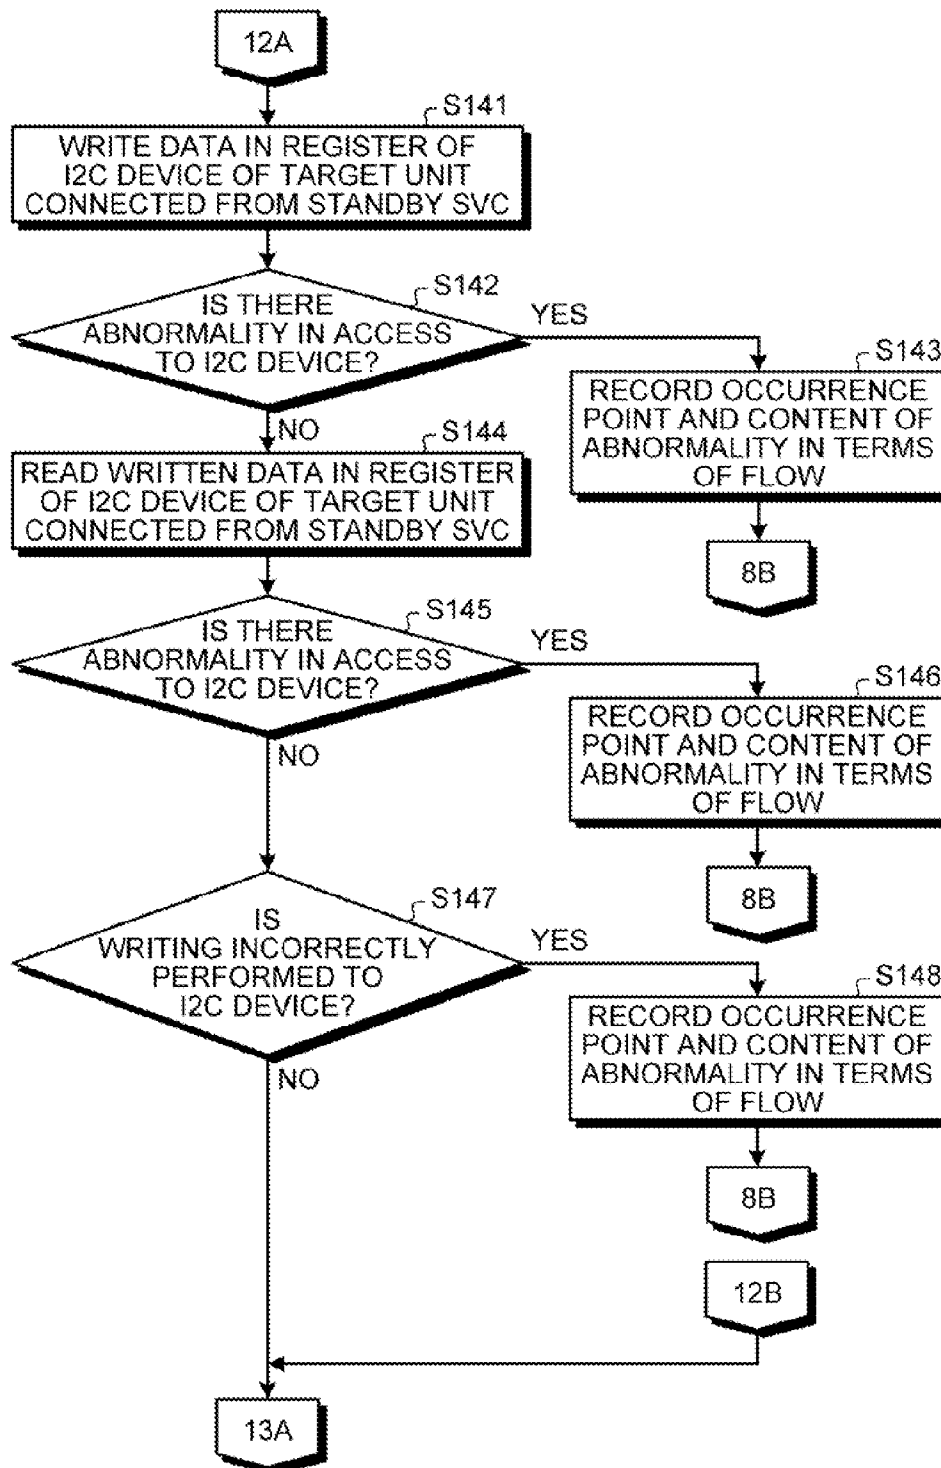 12A
S141
WRITE DATA IN REGISTER OF
I2C DEVICE OF TARGET UNIT
CONNECTED FROM STANDBY SVC
S142
IS THERE
ABNORMALITY IN ACCESS
TO I2C DEVICE?
YES
NO
S143
RECORD OCCURRENCE
POINT AND CONTENT OF
ABNORMALITY IN TERMS
OF FLOW
8B
S144
READ WRITTEN DATA IN REGISTER
OF I2C DEVICE OF TARGET UNIT
CONNECTED FROM STANDBY SVC
S145
IS THERE
ABNORMALITY IN ACCESS
TO I2C DEVICE?
YES
NO
S146
RECORD OCCURRENCE
POINT AND CONTENT OF
ABNORMALITY IN TERMS
OF FLOW
8B
S147
IS
WRITING INCORRECTLY
PERFORMED TO
I2C DEVICE?
YES
NO
S148
RECORD OCCURRENCE
POINT AND CONTENT OF
ABNORMALITY IN TERMS
OF FLOW
8B
12B
13A